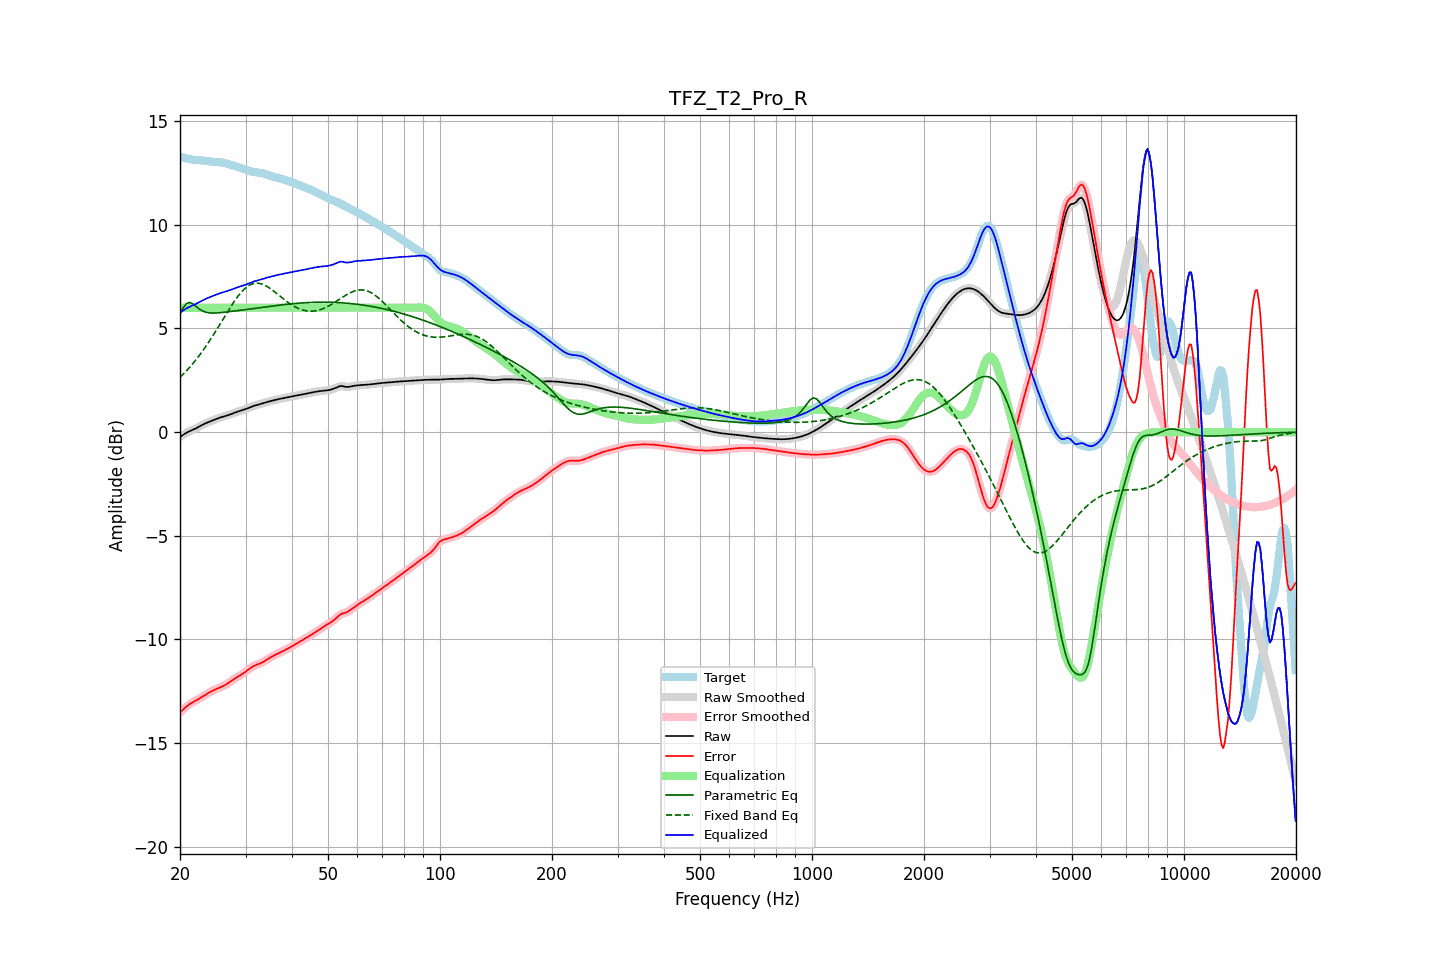 TFZ_T2_Pro_R
15
10
5
0
−5
−10
−15
−20
Amplitude (dBr)
20
50
100
200
500
1000
2000
5000
10000
20000
Frequency (Hz)
Target
Raw Smoothed
Error Smoothed
Raw
Error
Equalization
Parametric Eq
Fixed Band Eq
Equalized